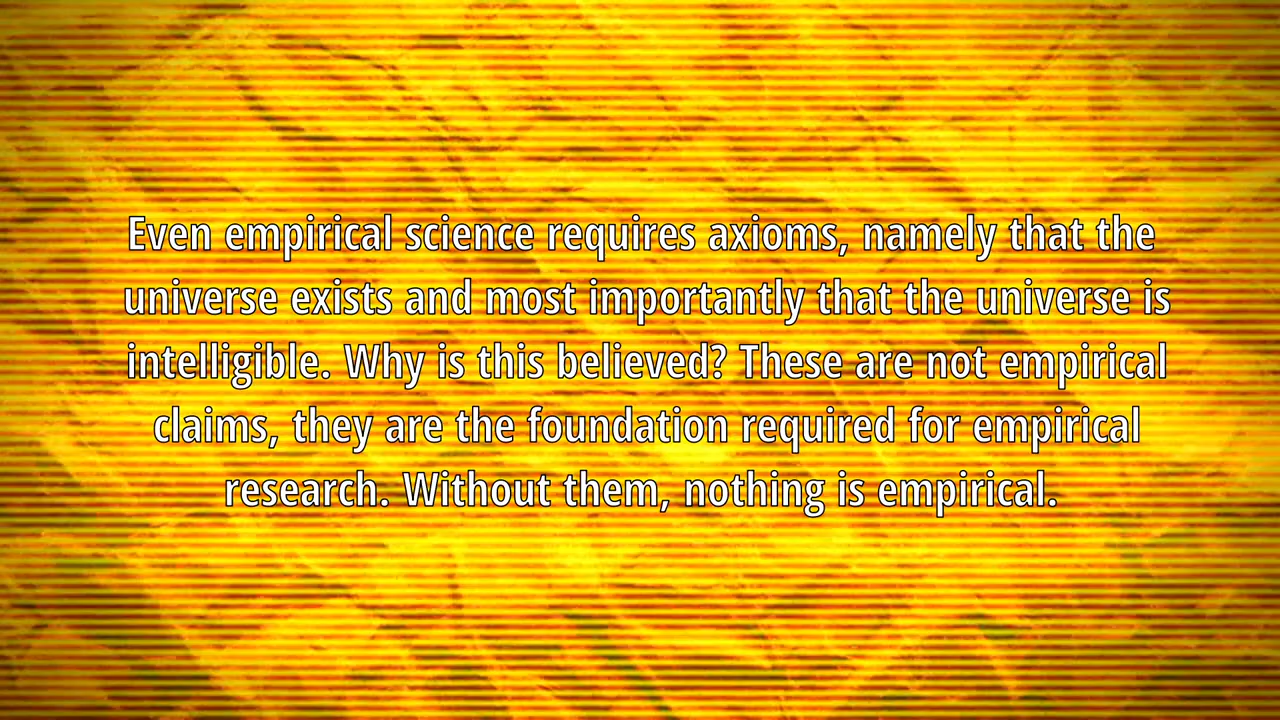 Even empirical science requires axioms, namely that the
universe exists and most importantly that the universe is
intelligible. Why is this believed? These are not empirical
claims, they are the foundation required for empirical
research. Without them, nothing is empirical.